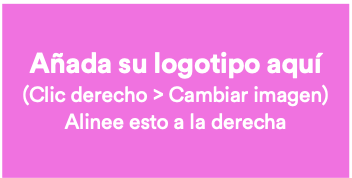 Añada su logotipo aquí
(Clic derecho > Cambiar imagen)
Alinee esto a la derecha